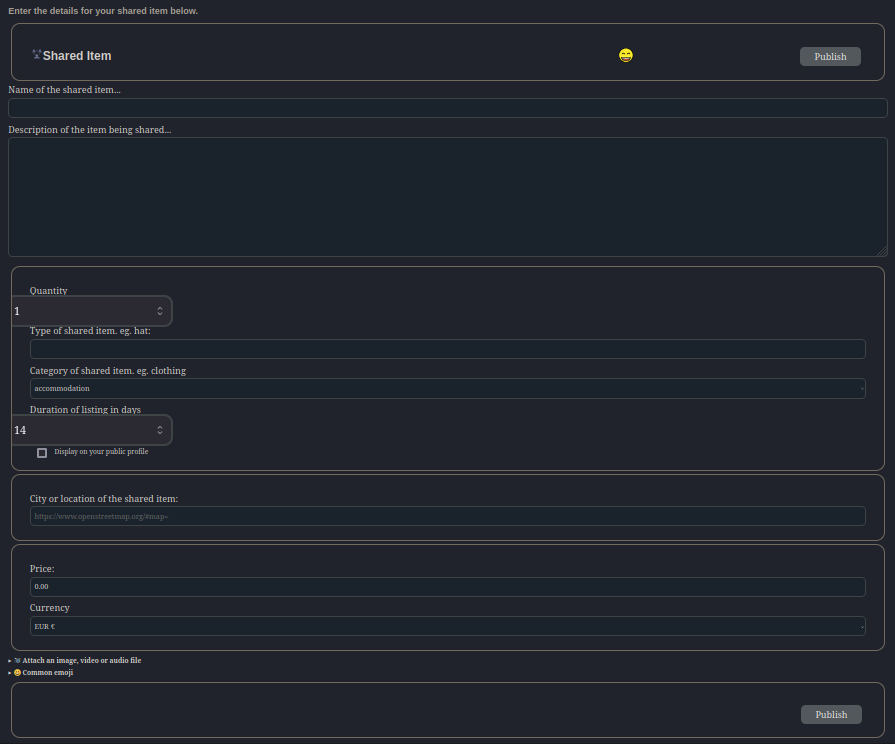 Enter the details for your shared item below.
Shared Item
Publish
Name of the shared item...
Description of the item being shared...
Quantity
1
Type of shared item. eg. hat:
Category of shared item. eg. clothing
accommodation
Duration of listing in days
14
Display on your public profile
City or location of the shared item:
https://www.openstreetmap.org/#map=
Price:
0.00
Currency
EUR €
Attach an image, video or audio file
Common emoji
Publish